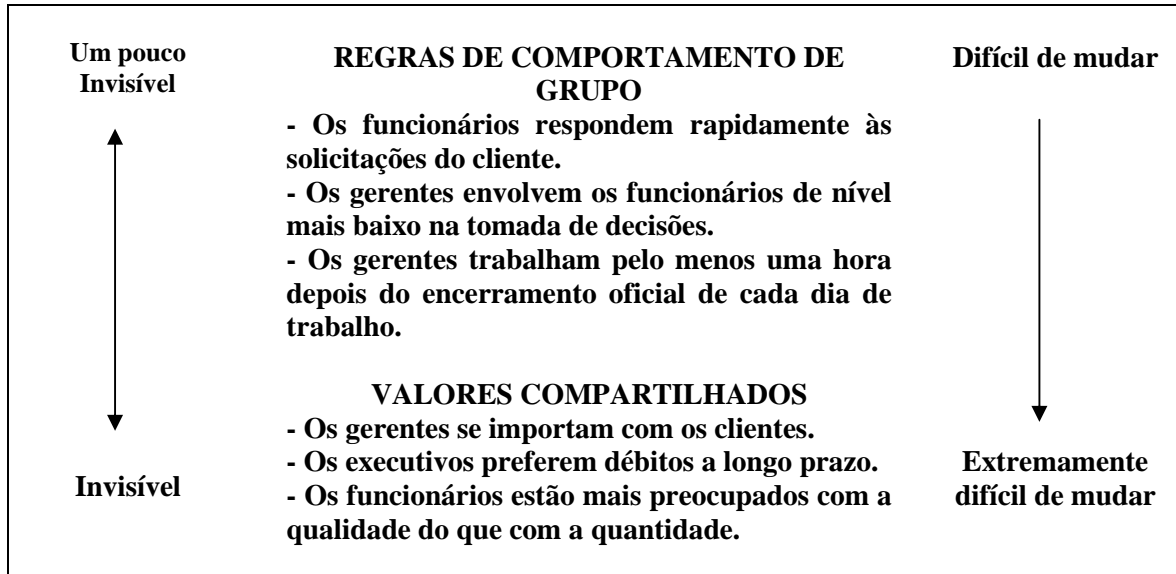 Um pouco
Invisível
REGRAS DE COMPORTAMENTO DE
GRUPO
- Os funcionários respondem rapidamente às
solicitações do cliente.
- Os gerentes envolvem os funcionários de nível
mais baixo na tomada de decisões.
- Os gerentes trabalham pelo menos uma hora
depois do encerramento oficial de cada dia de
trabalho.
VALORES COMPARTILHADOS
- Os gerentes se importam com os clientes.
- Os executivos preferem débitos a longo prazo.
- Os funcionários estão mais preocupados com a
qualidade do que com a quantidade.
Invisível
Difícil de mudar
Extremamente
difícil de mudar